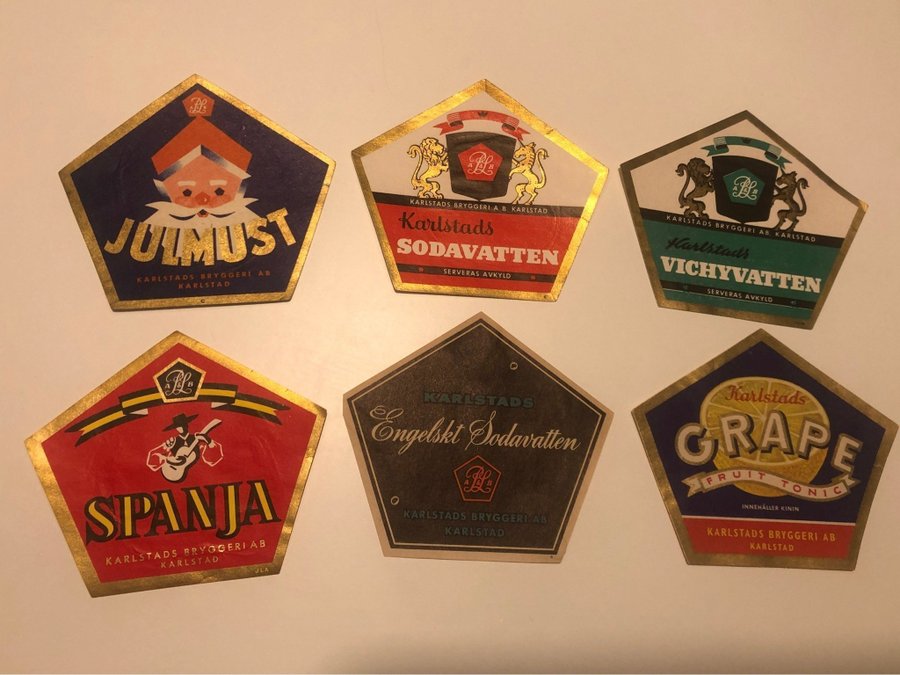 JULMUST
KARLSTADS BRYGGERI AB
KARLSTAD
A B
KARLSTADS BRYGGERI A B KARLSTAD
Karlstads
SODAVATTEN
SERVERAS AVKYLD
A B
KARLSTADS BRYGGERI AB. KARLSTAD
Karlstads
VICHYVATTEN
SERVERAS AVKYLD
A B
SPANJA
KARLSTADS BRYGGERI AB
KARLSTAD
JLA
KARLSTADS
Engelskt Sodavatten
A B
KARLSTADS BRYGGERI AB
KARLSTAD
Karlstads
GRAPE
FRUIT TONIC
INNEHÅLLER KININ
KARLSTADS BRYGGERI AB
KARLSTAD